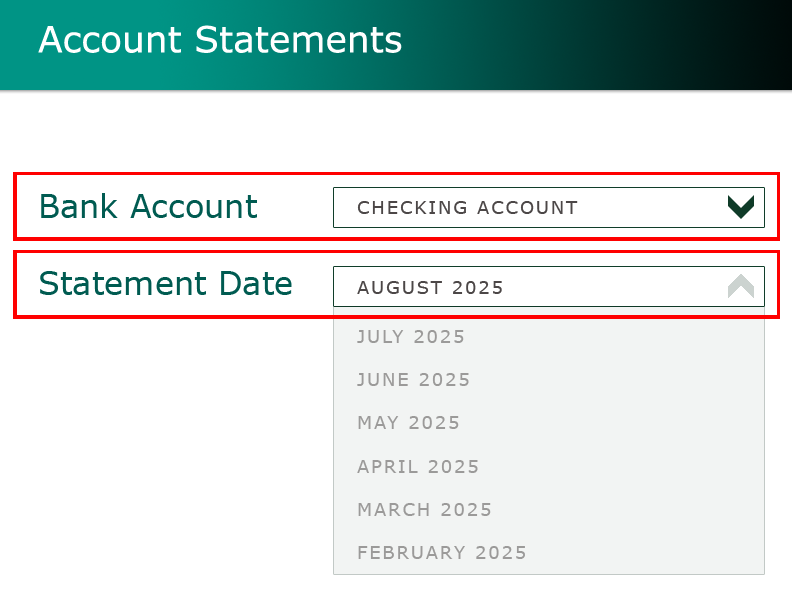 Account Statements
Bank Account
CHECKING ACCOUNT
Statement Date
AUGUST 2025
JULY 2025
JUNE 2025
MAY 2025
APRIL 2025
MARCH 2025
FEBRUARY 2025